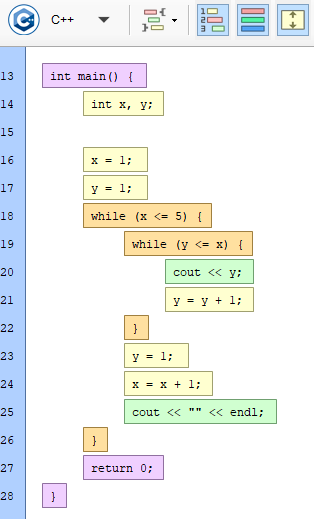 C++
13 int main() {
14 int x, y;
15
16 x = 1;
17 y = 1;
18 while (x <= 5) {
19 while (y <= x) {
20 cout << y;
21 y = y + 1;
22 }
23 y = 1;
24 x = x + 1;
25 cout << "" << endl;
26 }
27 return 0;
28 }